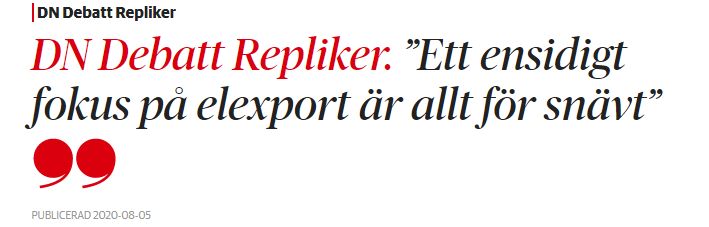 DN Debatt Repliker
DN Debatt Repliker. ”Ett ensidigt
fokus på elexport är allt för snävt”
PUBLICERAD 2020-08-05